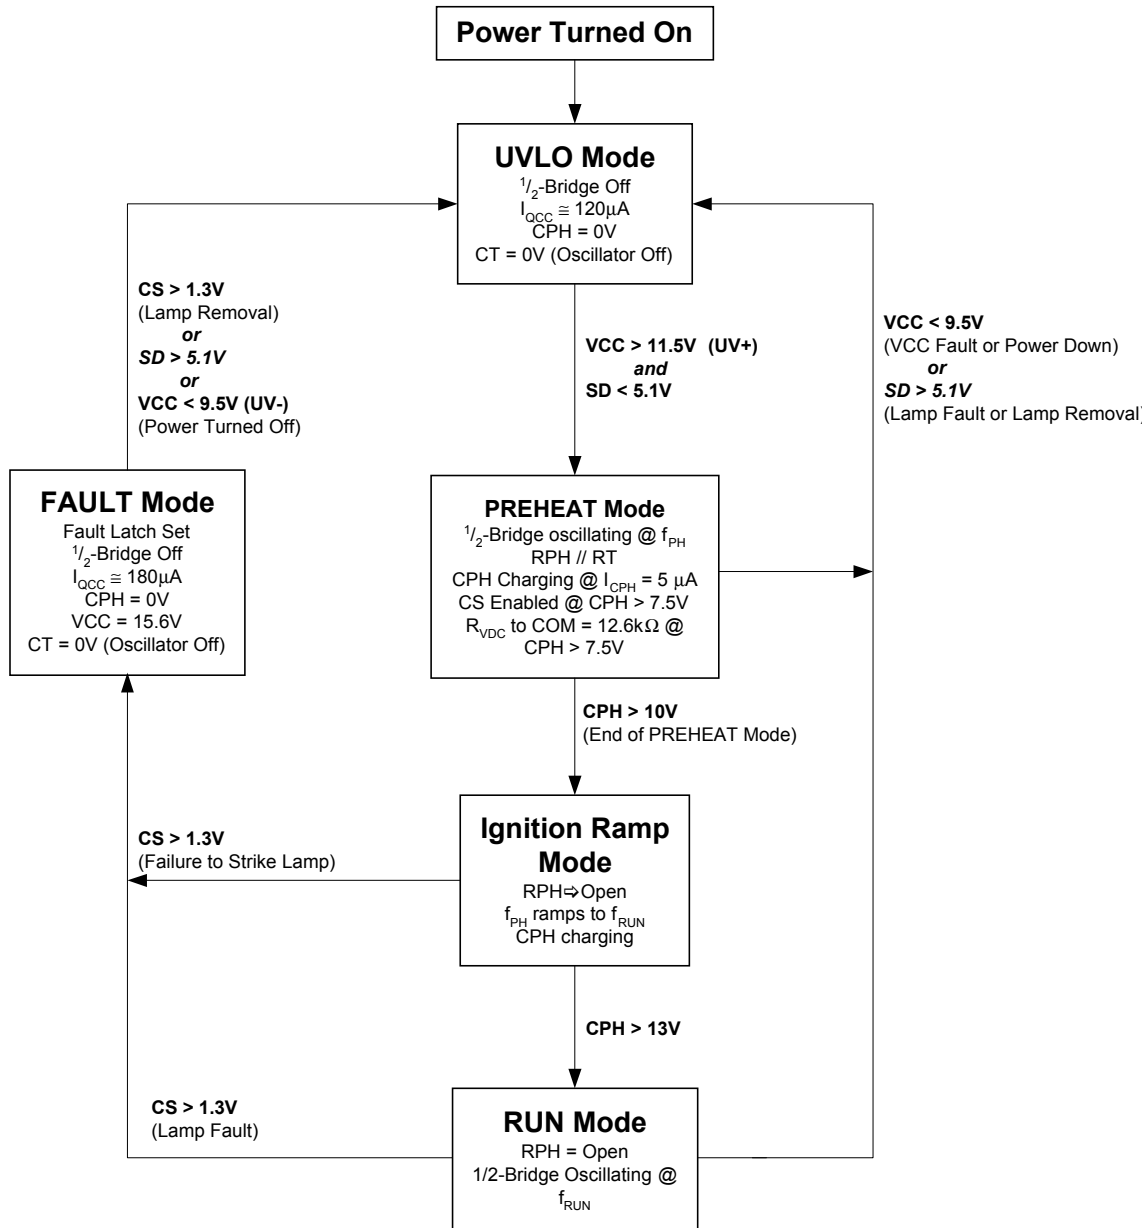 Power Turned On
UVLO Mode
1/2-Bridge Off
IQCC ≅ 120µA
CPH = 0V
CT = 0V (Oscillator Off)
CS > 1.3V
(Lamp Removal)
or
SD > 5.1V
or
VCC < 9.5V (UV-)
(Power Turned Off)
VCC > 11.5V (UV+)
and
SD < 5.1V
VCC < 9.5V
(VCC Fault or Power Down)
or
SD > 5.1V
(Lamp Fault or Lamp Removal)
FAULT Mode
Fault Latch Set
1/2-Bridge Off
IQCC ≅ 180µA
CPH = 0V
VCC = 15.6V
CT = 0V (Oscillator Off)
PREHEAT Mode
1/2-Bridge oscillating @ fPH
RPH // RT
CPH Charging @ ICPH = 5 µA
CS Enabled @ CPH > 7.5V
RVDC to COM = 12.6kΩ @
CPH > 7.5V
CPH > 10V
(End of PREHEAT Mode)
Ignition Ramp
Mode
RPH⇨Open
fPH ramps to fRUN
CPH charging
CS > 1.3V
(Failure to Strike Lamp)
CPH > 13V
RUN Mode
RPH = Open
1/2-Bridge Oscillating @
fRUN
CS > 1.3V
(Lamp Fault)